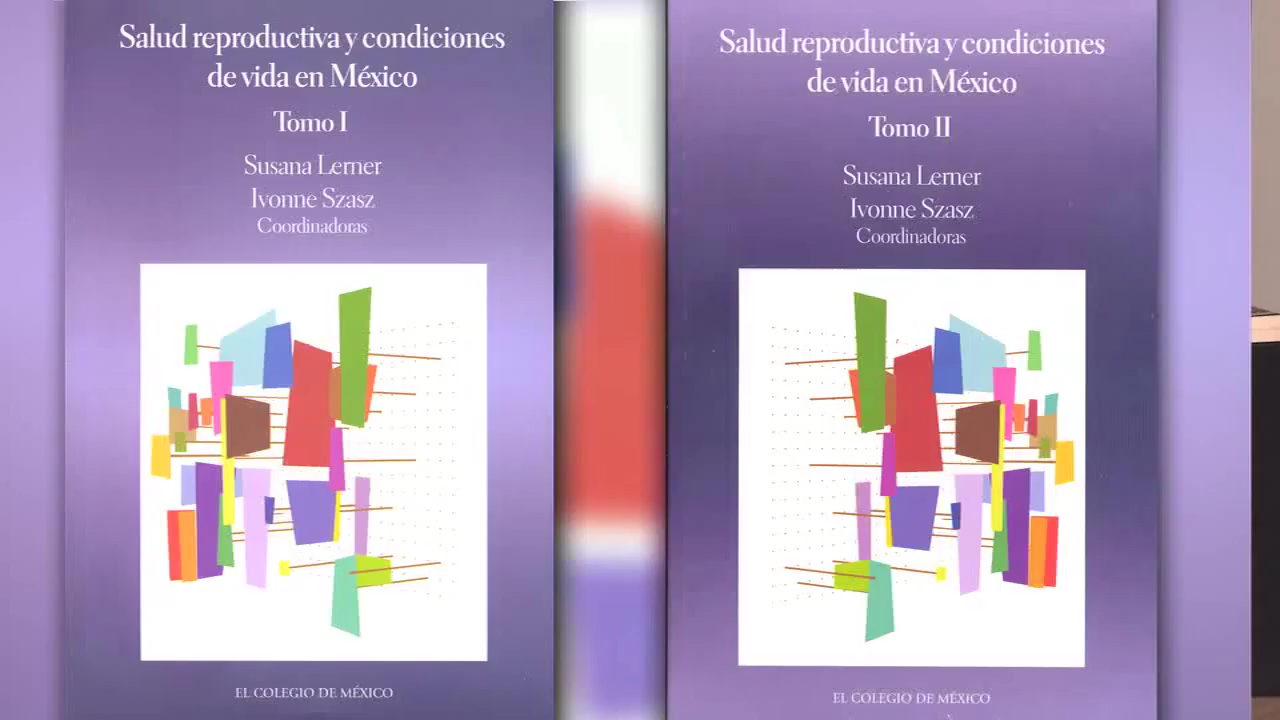 Salud reproductiva y condiciones
de vida en México
Tomo I
Susana Lerner
Ivonne Szasz
Coordinadoras
EL COLEGIO DE MÉXICO
Salud reproductiva y condiciones
de vida en México
Tomo II
Susana Lerner
Ivonne Szasz
Coordinadoras
EL COLEGIO DE MÉXICO